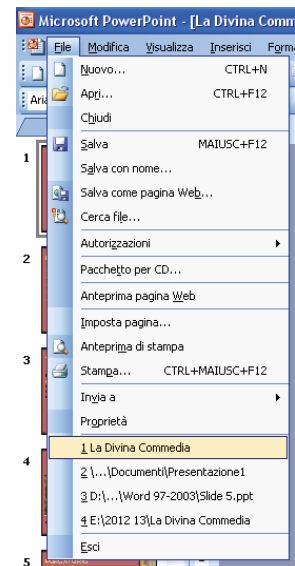 Microsoft PowerPoint - [La Divina Comm
File Modifica Visualizza Inserisci Form
Nuovo... CTRL+N
Aria
Apri... CTRL+F12
Chiudi
Salva MAIUSC+F12
1
Salva con nome...
Salva come pagina Web...
Cerca file...
Autorizzazioni
2
Pacchetto per CD...
Anteprima pagina Web
Imposta pagina...
Anteprima di stampa
3
Stampa... CTRL+MAIUSC+F12
Invia a
Proprietà
1 La Divina Commedia
4
2 \...\Documenti\Presentazione1
3 D:\...\Word 97-2003\Slide 5.ppt
4 E:\2012 13\La Divina Commedia
Esci
5